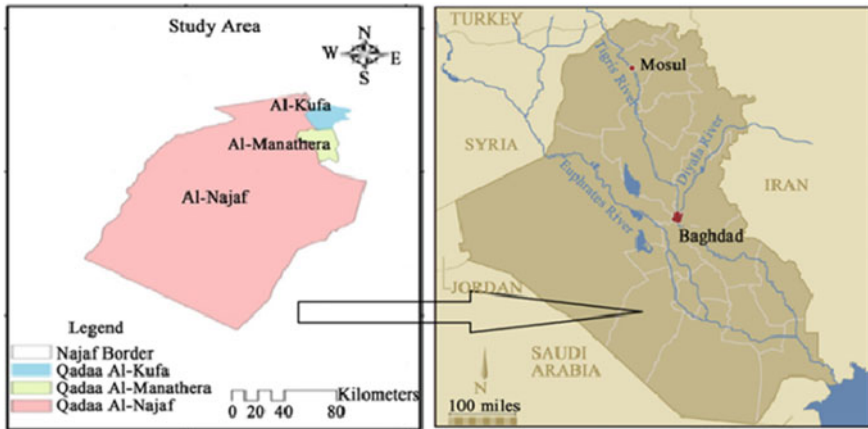 Study Area
N
W E
S
Al-Kufa
Al-Manathera
Al-Najaf
Legend
Najaf Border
Qadaa Al-Kufa
Qadaa Al-Manathera
Qadaa Al-Najaf
Kilometers
0 20 40 80
TURKEY
Mosul
Tigris River
SYRIA
Diyala River
IRAN
Euphrates River
Baghdad
JORDAN
SAUDI
ARABIA
N
100 miles